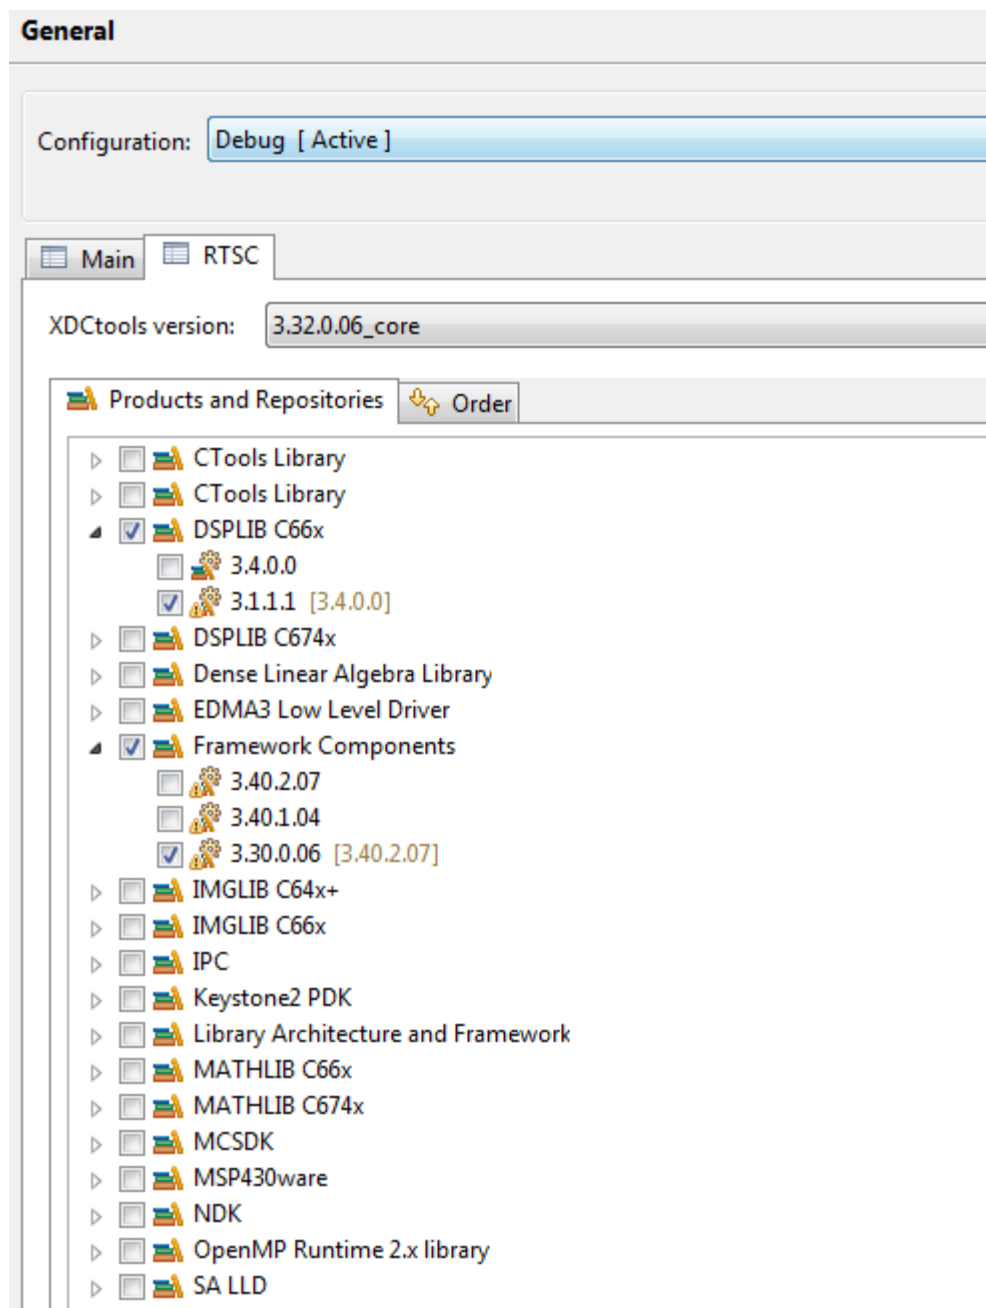 General
Configuration: Debug [ Active ]
Main RTSC
XDCtools version: 3.32.0.06_core
Products and Repositories Order
CTools Library
CTools Library
DSPLIB C66x
3.4.0.0
3.1.1.1 [3.4.0.0]
DSPLIB C674x
Dense Linear Algebra Library
EDMA3 Low Level Driver
Framework Components
3.40.2.07
3.40.1.04
3.30.0.06 [3.40.2.07]
IMGLIB C64x+
IMGLIB C66x
IPC
Keystone2 PDK
Library Architecture and Framework
MATHLIB C66x
MATHLIB C674x
MCSDK
MSP430ware
NDK
OpenMP Runtime 2.x library
SA LLD